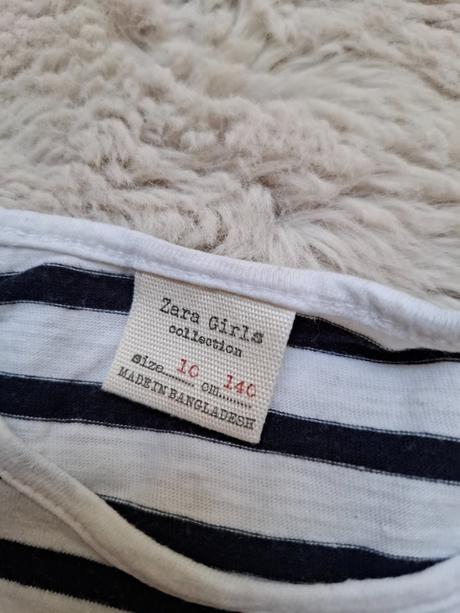 Zara Girls
collection
size........10 cm........140
MADE IN BANGLADESH